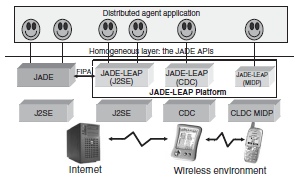 Distributed agent application
Homogeneous layer: the JADE APIs
JADE
FIPA
JADE-LEAP
(J2SE)
JADE-LEAP
(CDC)
JADE-LEAP
(MIDP)
JADE-LEAP Platform
J2SE
J2SE
CDC
CLDC MIDP
Internet
Wireless environment